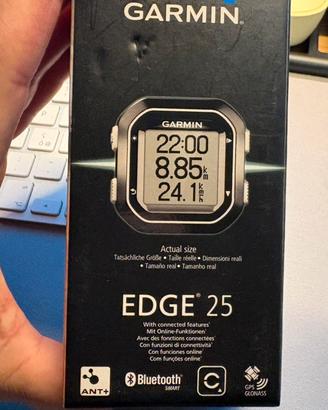 GARMIN
GARMIN
22:00
8.85 km
24.1 km/h
Actual size
Tatsächliche Größe • Taille réelle • Dimensioni reali
• Tamaño real • Tamanho real
EDGE® 25
With connected features
Mit Online-Funktionen
Avec des fonctions connectées
Con funzioni di connettività
Con funciones online
Com funções online
ANT+
Bluetooth®
SMART
GPS
GLONASS